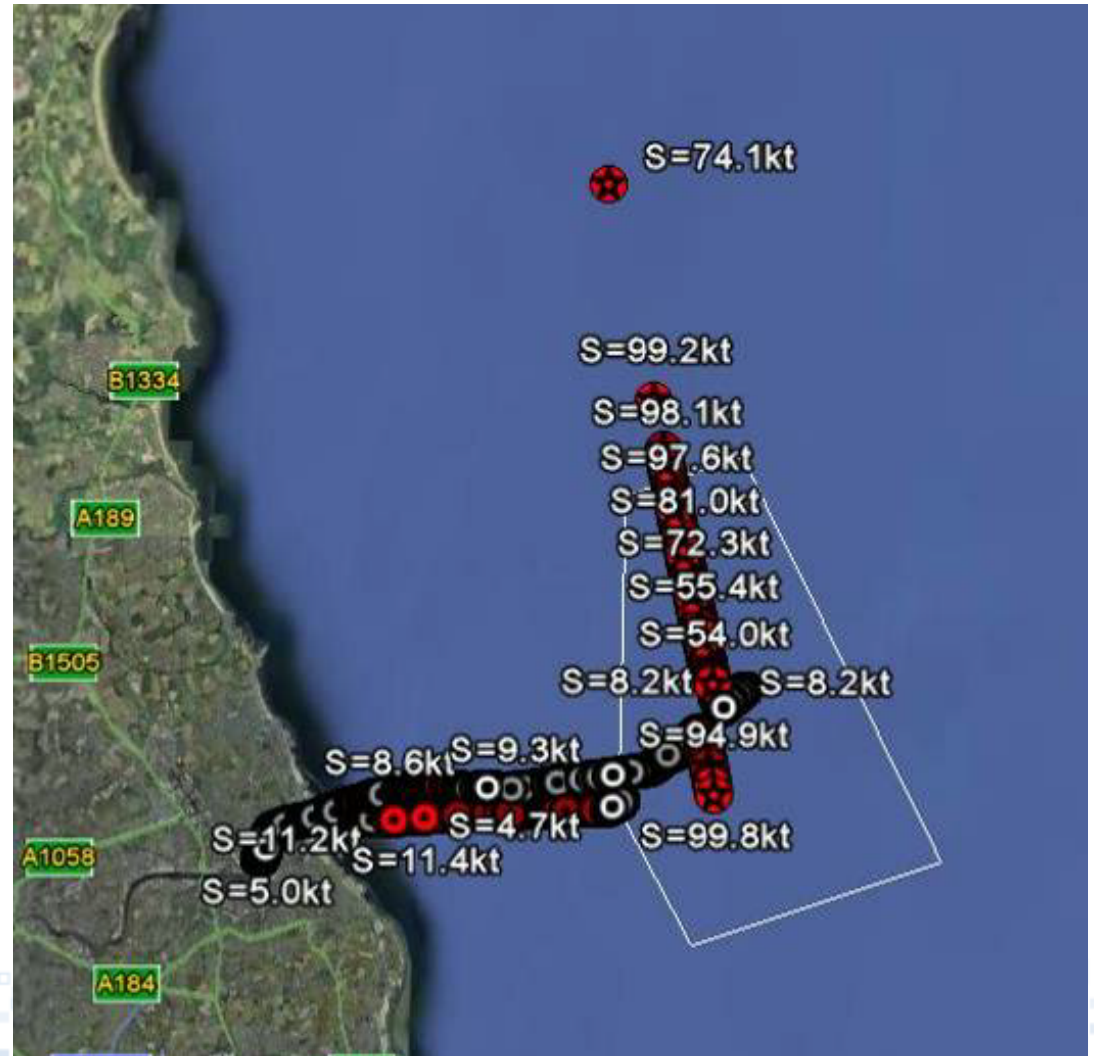 S=74.1kt
S=99.2kt
B1334
S=98.1kt
S=97.6kt
S=81.0kt
A189
S=72.3kt
S=55.4kt
S=54.0kt
B1505
S=8.2kt
S=8.2kt
S=94.9kt
S=9.3kt
S=8.6kt
S=4.7kt
S=99.8kt
S=11.2kt
A1058
S=11.4kt
S=5.0kt
A184